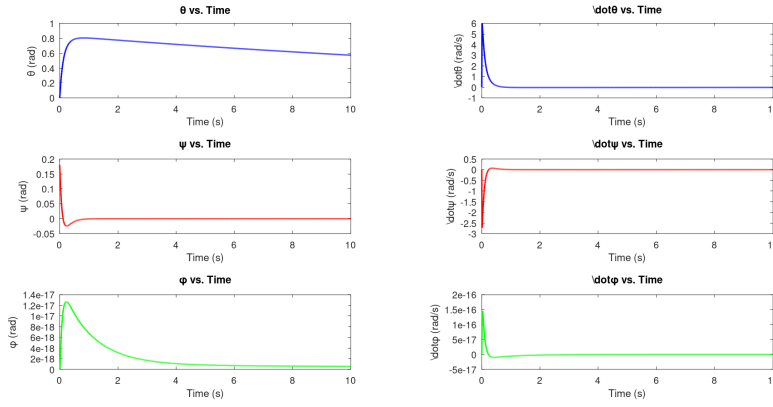 θ vs. Time
θ (rad)
1
0.8
0.6
0.4
0.2
0
0 2 4 6 8 10
Time (s)
\dotθ vs. Time
\dotθ (rad/s)
6
5
4
3
2
1
0
-1
0 2 4 6 8 10
Time (s)
ψ vs. Time
ψ (rad)
0.2
0.15
0.1
0.05
0
-0.05
0 2 4 6 8 10
Time (s)
\dotψ vs. Time
\dotψ (rad/s)
0.5
0
-0.5
-1
-1.5
-2
-2.5
-3
0 2 4 6 8 10
Time (s)
φ vs. Time
φ (rad)
1.4e-17
1.2e-17
1e-17
8e-18
6e-18
4e-18
2e-18
0
0 2 4 6 8 10
Time (s)
\dotφ vs. Time
\dotφ (rad/s)
2e-16
1.5e-16
1e-16
5e-17
0
-5e-17
0 2 4 6 8 10
Time (s)